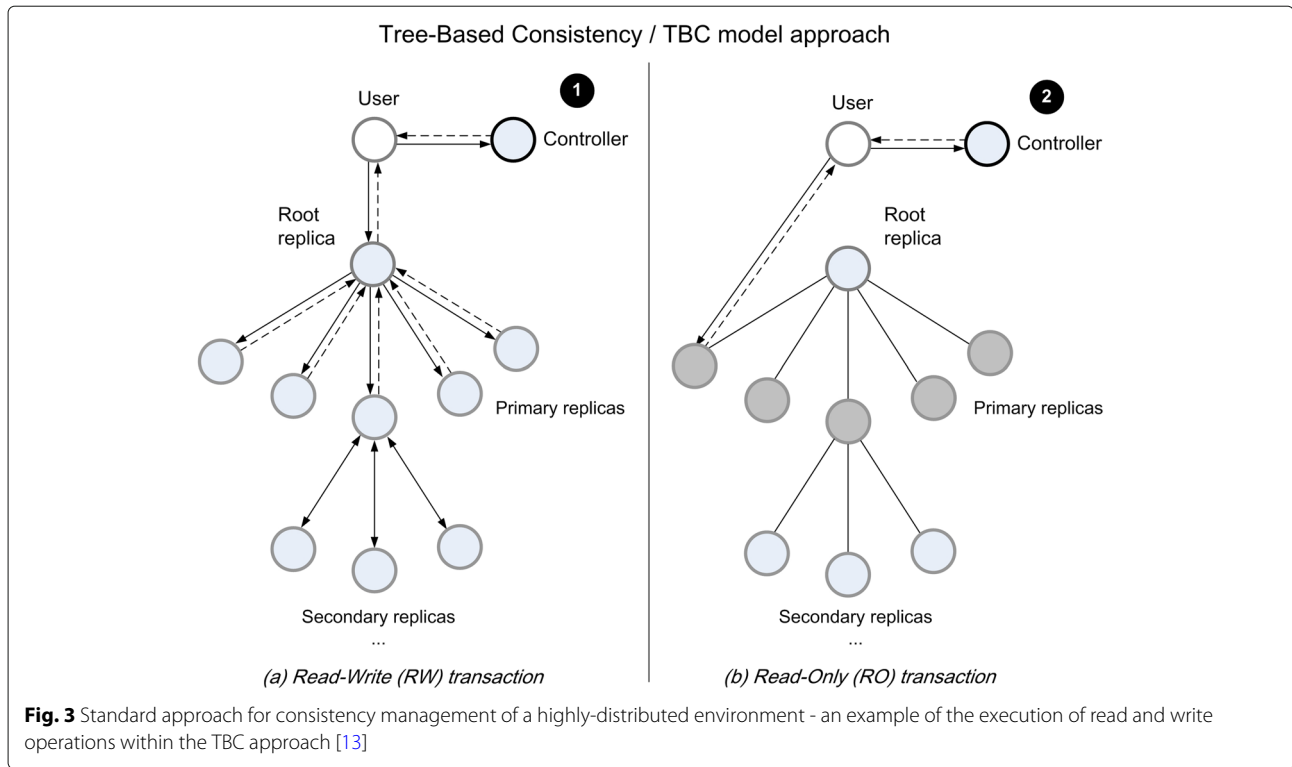 Tree-Based Consistency / TBC model approach
1
User
Controller
Root
replica
Primary replicas
Secondary replicas
...
(a) Read-Write (RW) transaction
2
User
Controller
Root
replica
Primary replicas
Secondary replicas
...
(b) Read-Only (RO) transaction
Fig. 3 Standard approach for consistency management of a highly-distributed environment - an example of the execution of read and write
operations within the TBC approach [13]